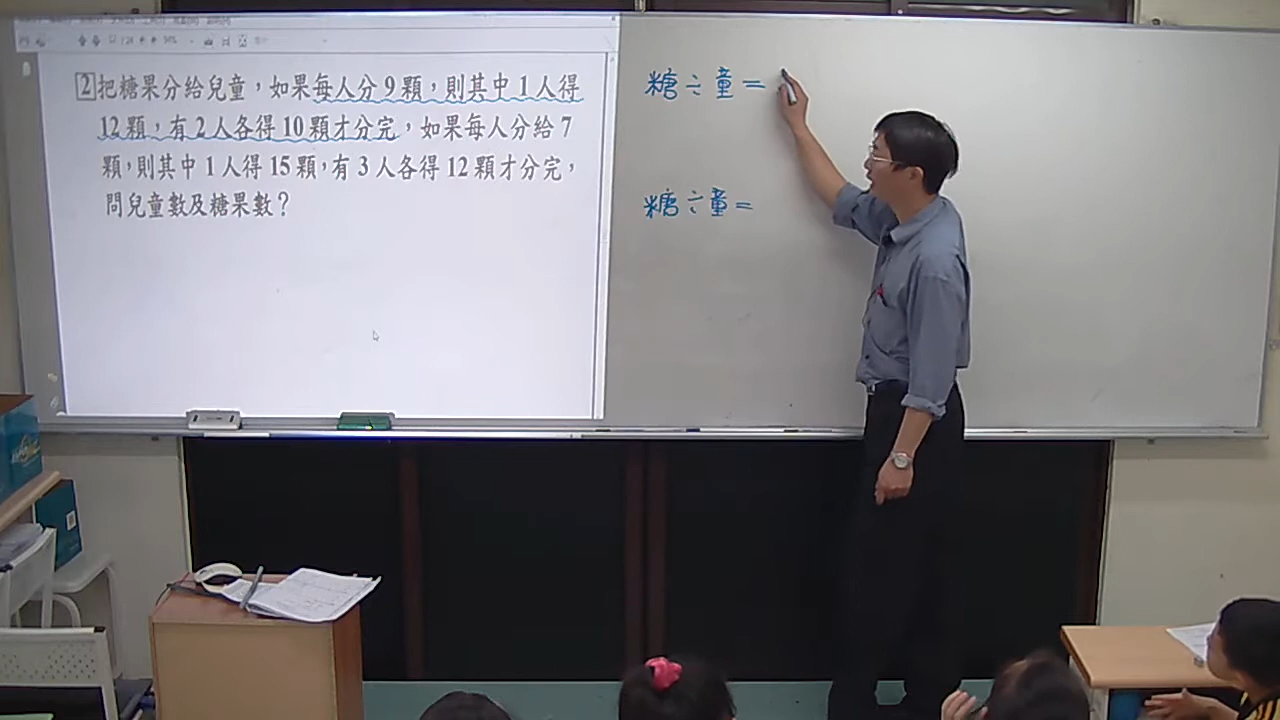 2把糖果分給兒童，如果每人分9顆，則其中1人得
12顆，有2人各得10顆才分完，如果每人分給7
顆，則其中1人得15顆，有3人各得12顆才分完，
問兒童數及糖果數？
糖÷童＝
糖÷童＝